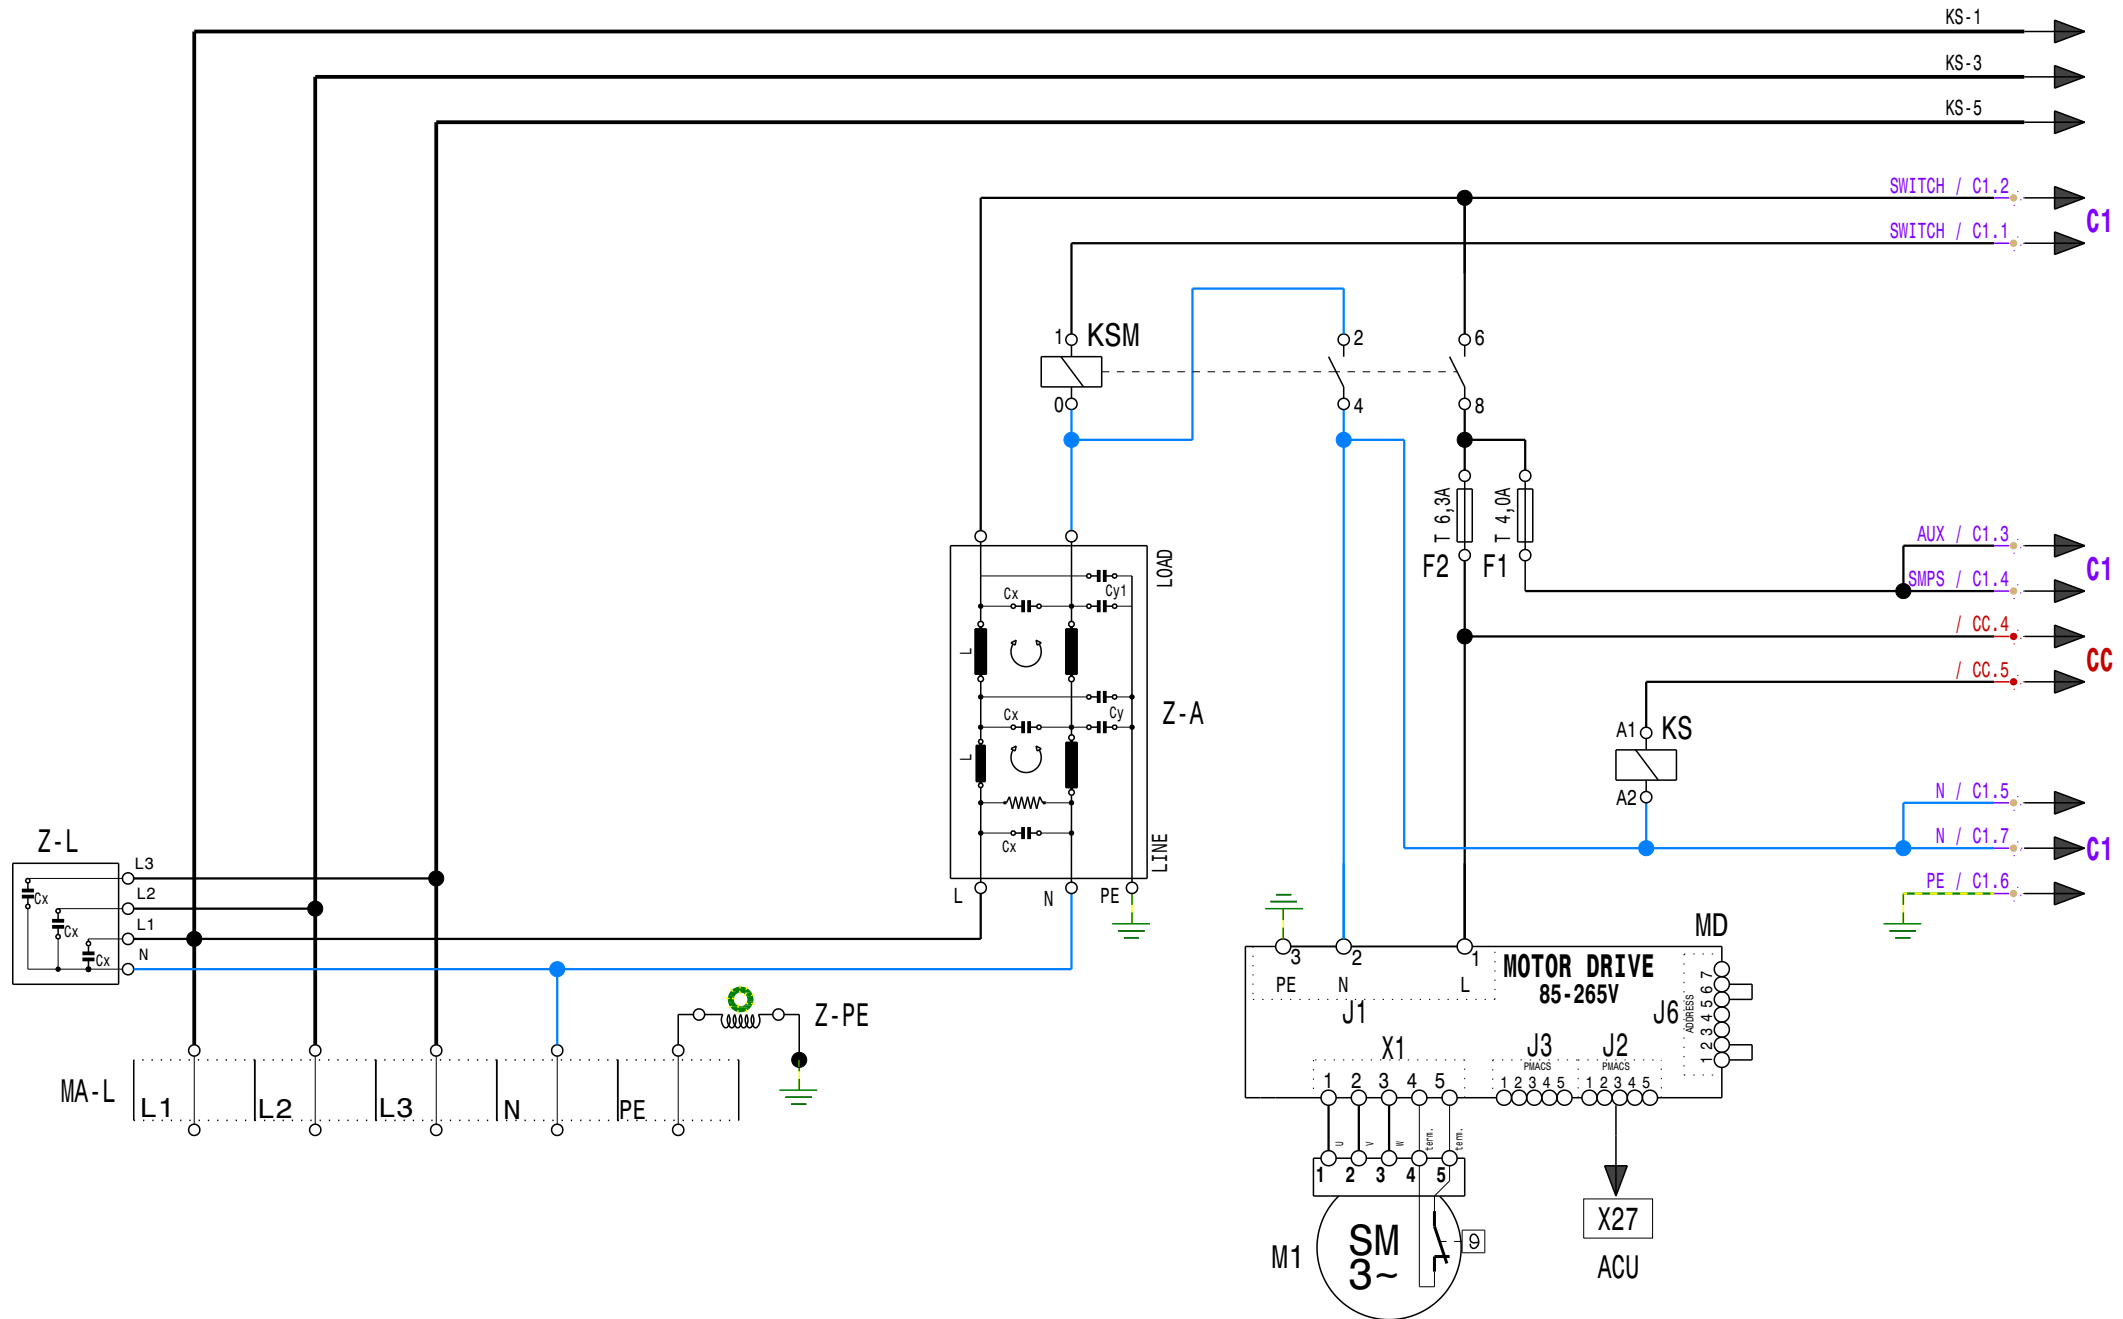 KS-1
KS-3
KS-5
SWITCH / C1.2
C1
SWITCH / C1.1
1 KSM
0
2
4
6
8
T 6,3A
T 4,0A
F2
F1
AUX / C1.3
C1
SMPS / C1.4
/ CC.4
CC
/ CC.5
LOAD
Cx
Cy1
L
Cx
Cy
L
Cx
LINE
Z-A
L
N
PE
A1 KS
A2
N / C1.5
N / C1.7
C1
PE / C1.6
Z-L
L3
L2
L1
N
Cx
Cx
Cx
Z-PE
MA-L
L1
L2
L3
N
PE
MD
3
2
1
PE
N
L
J1
MOTOR DRIVE
85-265V
J6
ADDRESS
1 2 3 4 5 6 7
X1
1 2 3 4 5
J3
PMACS
1 2 3 4 5
J2
PMACS
1 2 3 4 5
U
V
W
term.
term.
1 2 3 4 5
M1
SM
3~
9
X27
ACU